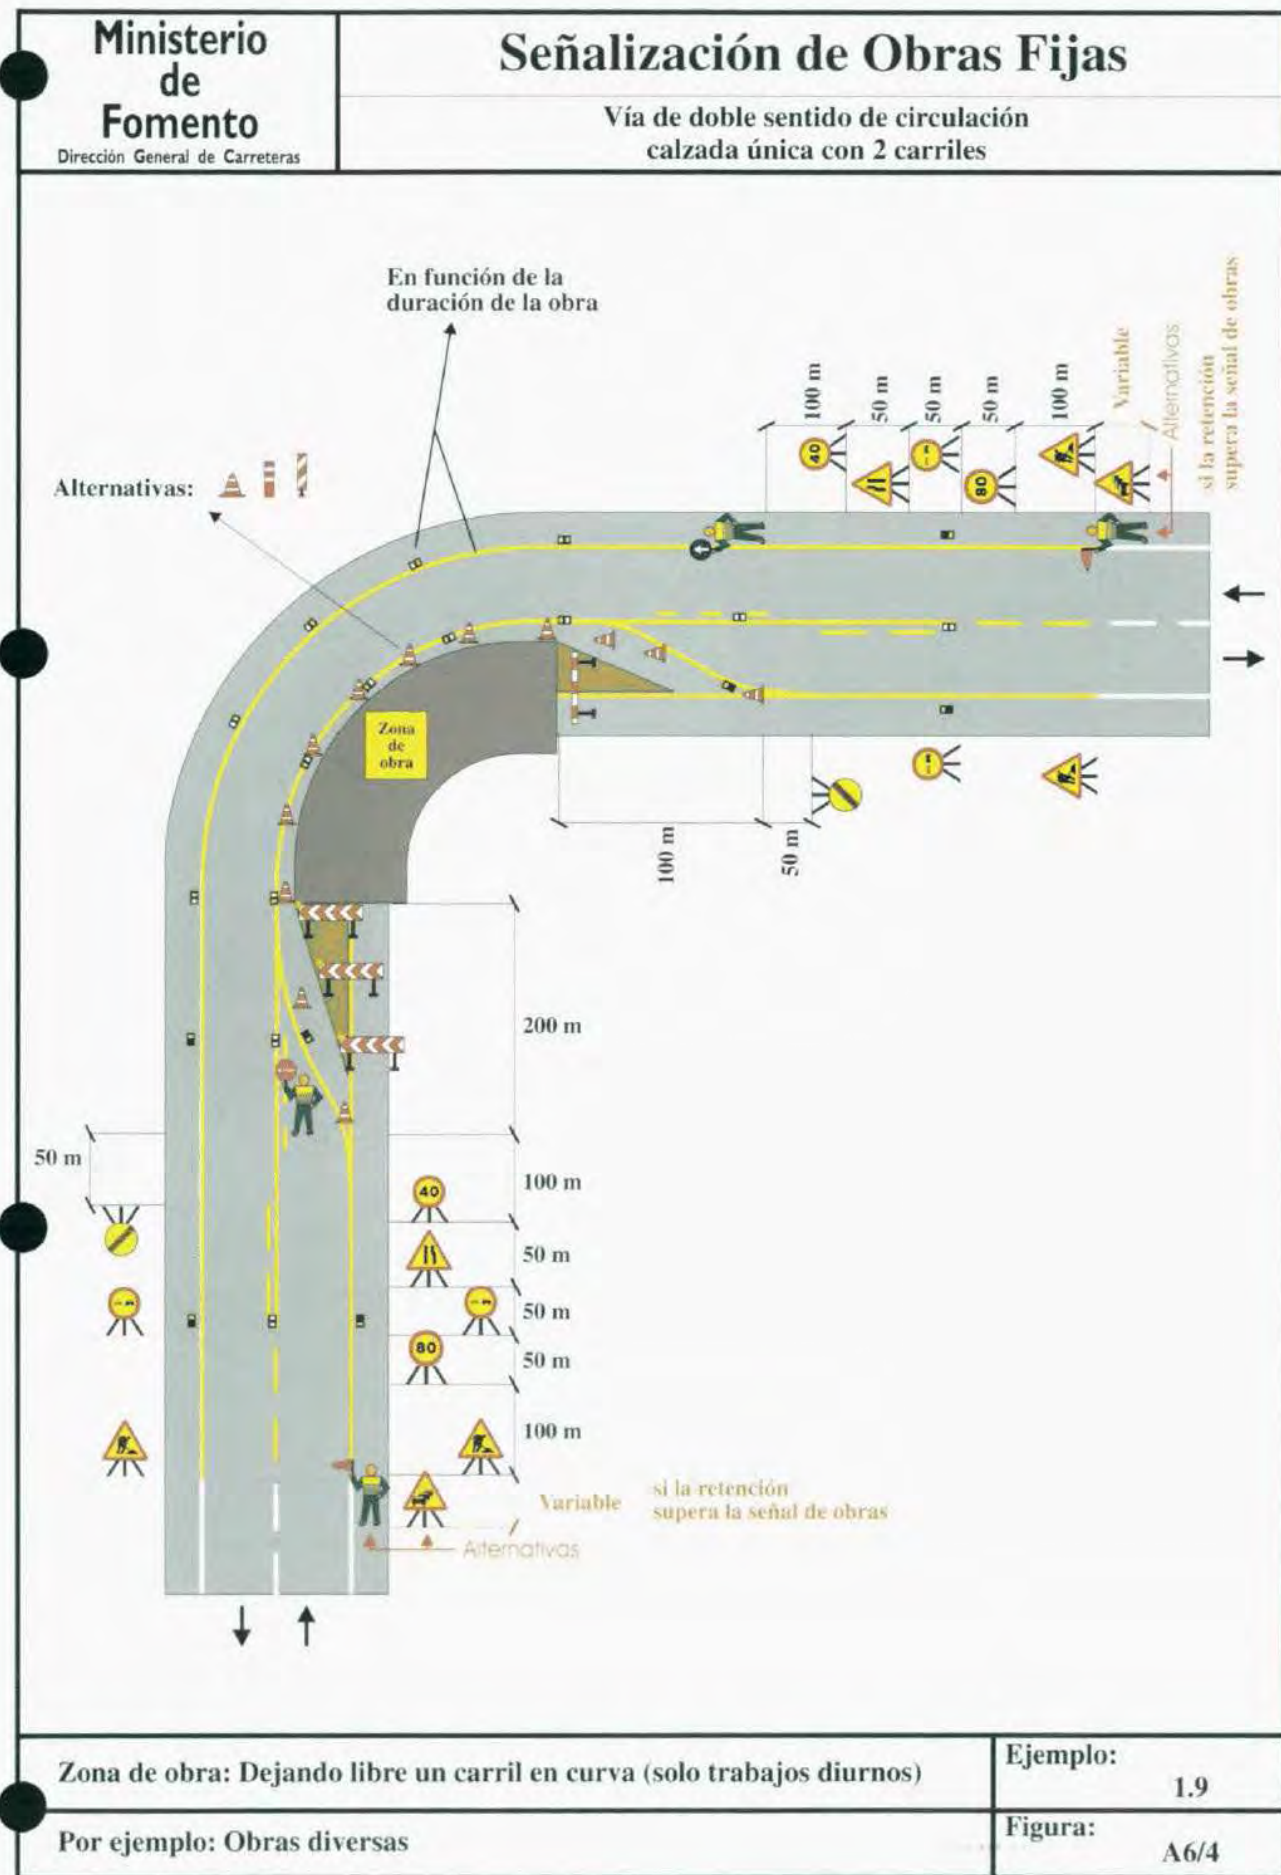 Ministerio
de
Fomento
Dirección General de Carreteras
Señalización de Obras Fijas
Vía de doble sentido de circulación
calzada única con 2 carriles
En función de la
duración de la obra
Alternativas:
100 m
50 m
50 m
50 m
100 m
Variable
Alternativas
si la retención
supera la señal de obras
40
80
Zona
de
obra
100 m
50 m
200 m
50 m
100 m
40
50 m
50 m
80
50 m
100 m
Variable
si la retención
supera la señal de obras
Alternativas
Zona de obra: Dejando libre un carril en curva (solo trabajos diurnos)
Ejemplo:
1.9
Por ejemplo: Obras diversas
Figura:
A6/4